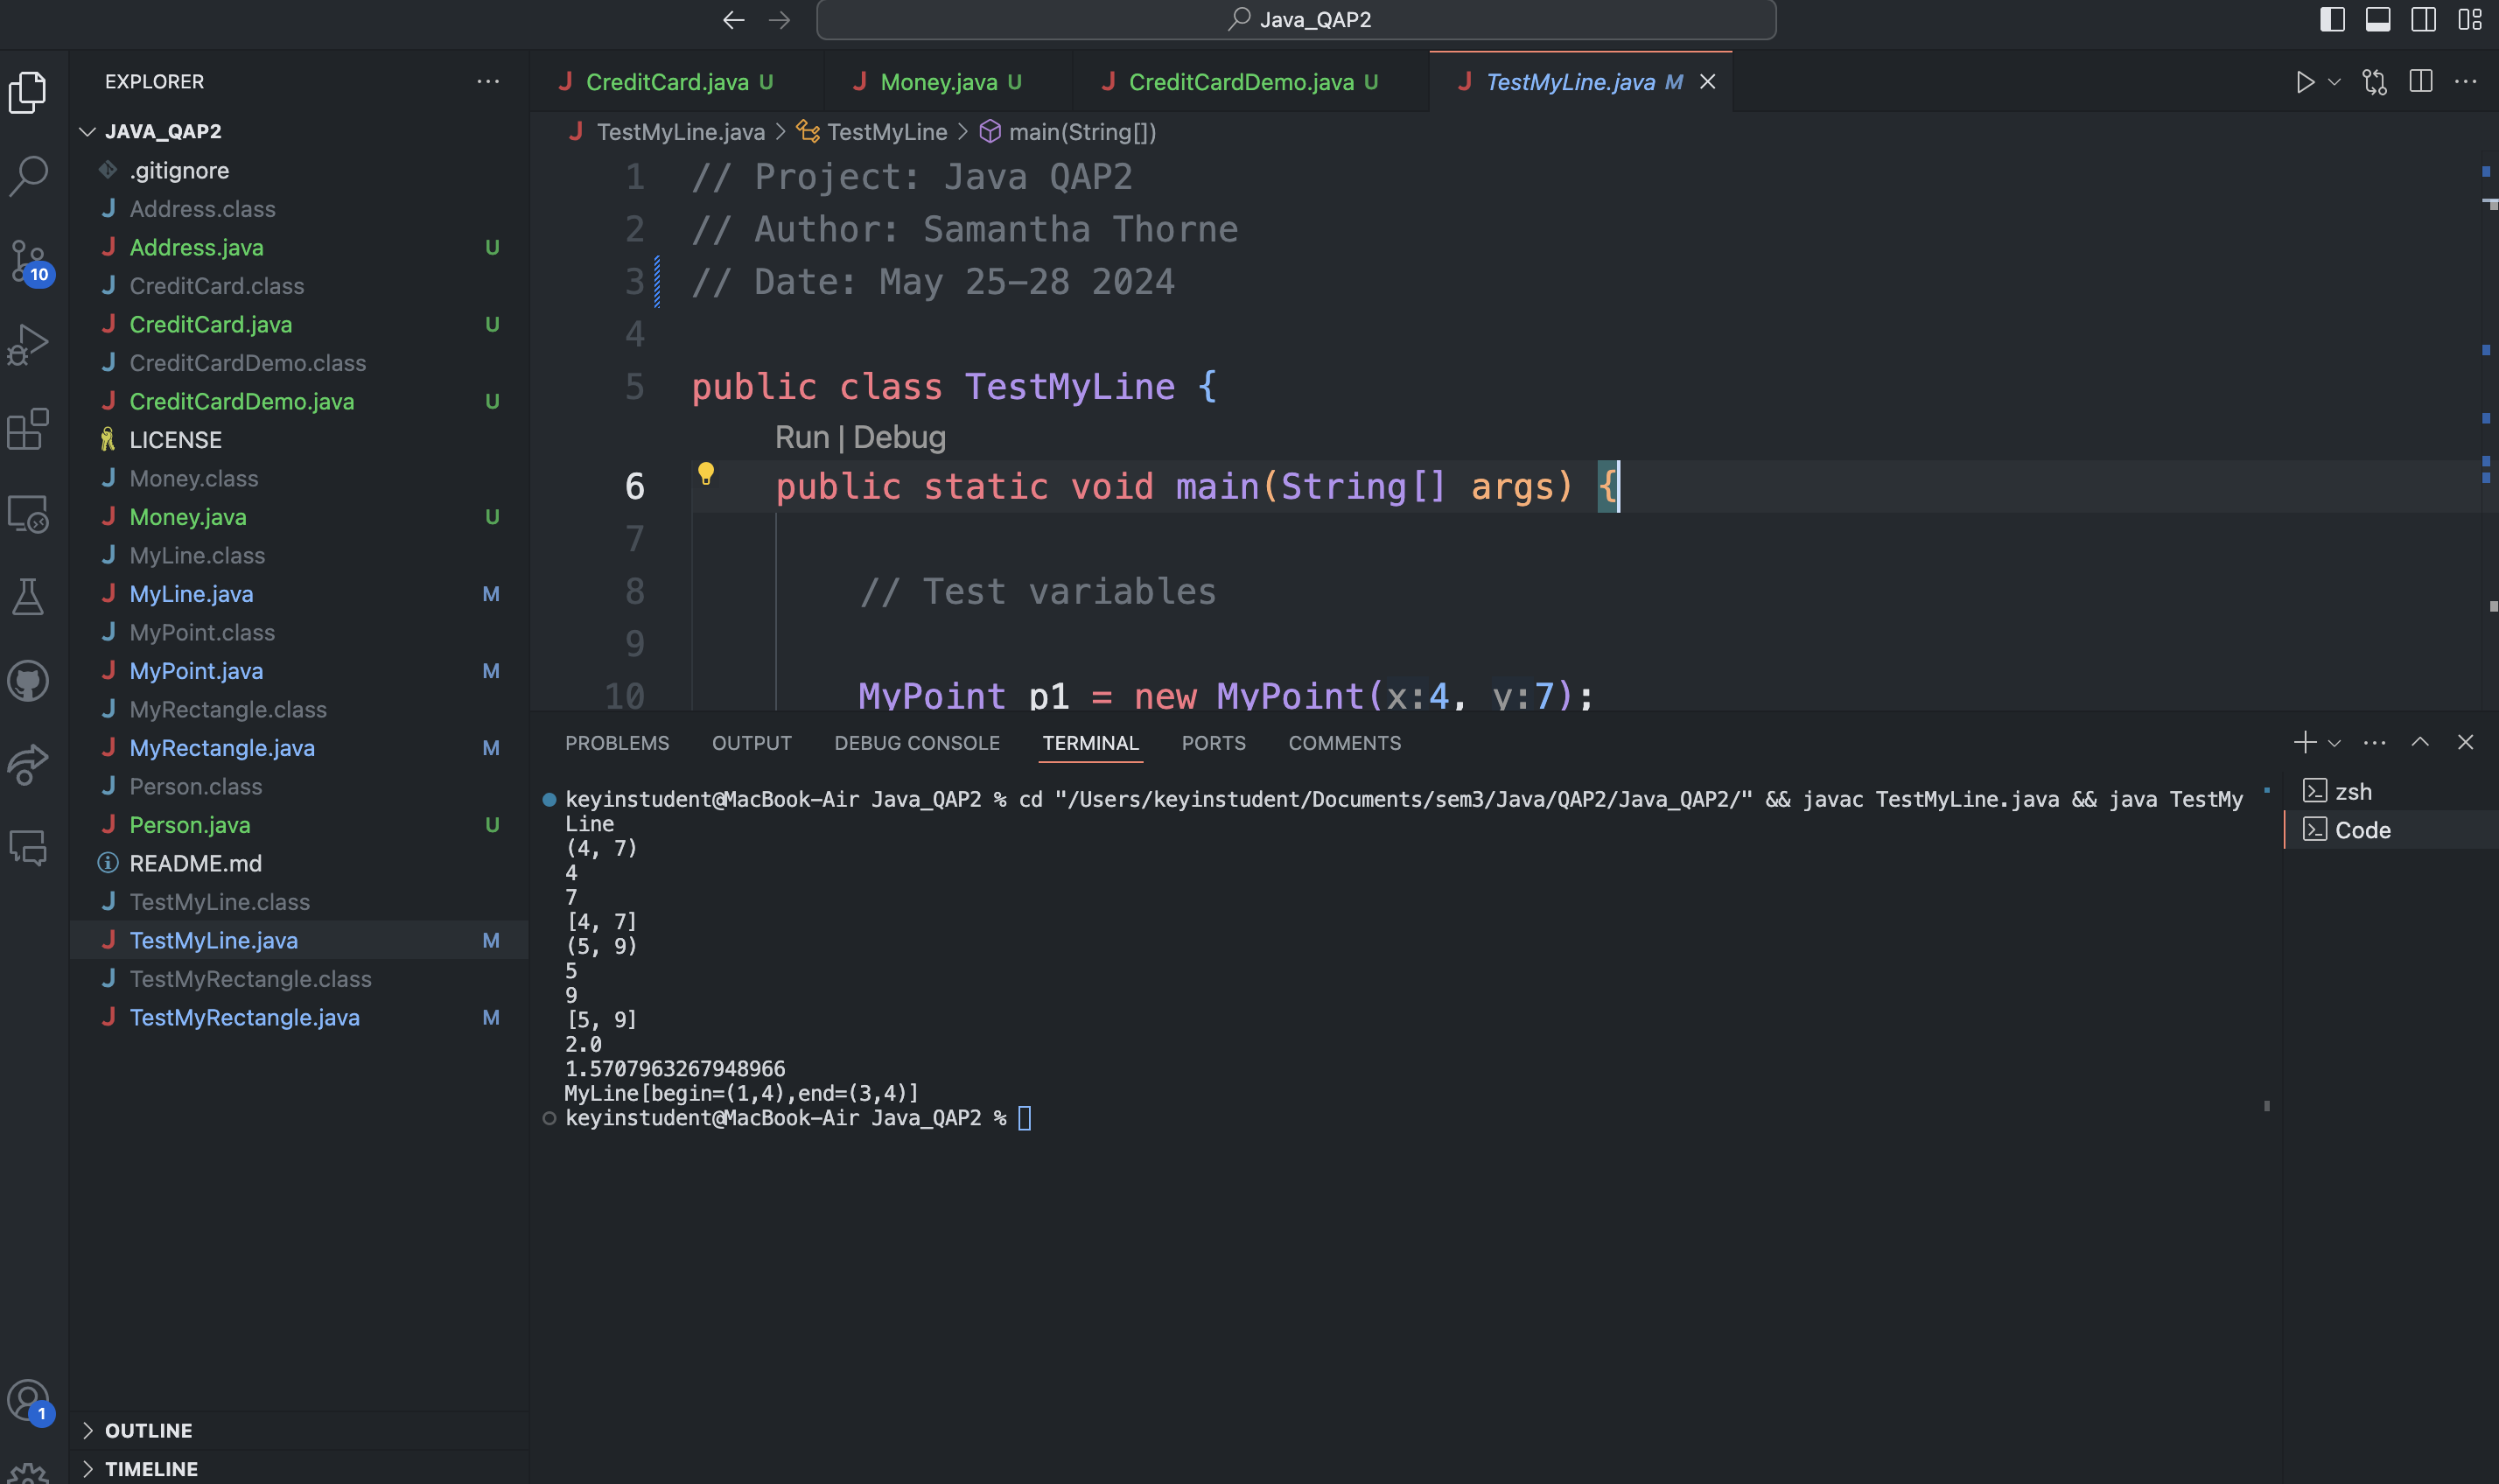 Java_QAP2
EXPLORER
JAVA_QAP2
.gitignore
Address.class
Address.java U
CreditCard.class
CreditCard.java U
CreditCardDemo.class
CreditCardDemo.java U
LICENSE
Money.class
Money.java U
MyLine.class
MyLine.java M
MyPoint.class
MyPoint.java M
MyRectangle.class
MyRectangle.java M
Person.class
Person.java U
README.md
TestMyLine.class
TestMyLine.java M
TestMyRectangle.class
TestMyRectangle.java M
OUTLINE
TIMELINE
10
1
CreditCard.java U Money.java U CreditCardDemo.java U TestMyLine.java M
TestMyLine.java > TestMyLine > main(String[])
1 // Project: Java QAP2
2 // Author: Samantha Thorne
3 // Date: May 25-28 2024
4
5 public class TestMyLine {
Run | Debug
6 public static void main(String[] args) {
7
8 // Test variables
9
10 MyPoint p1 = new MyPoint(x:4, y:7);
PROBLEMS OUTPUT DEBUG CONSOLE TERMINAL PORTS COMMENTS
keyinstudent@MacBook-Air Java_QAP2 % cd "/Users/keyinstudent/Documents/sem3/Java/QAP2/Java_QAP2/" && javac TestMyLine.java && java TestMy
Line
(4, 7)
4
7
[4, 7]
(5, 9)
5
9
[5, 9]
2.0
1.5707963267948966
MyLine[begin=(1,4),end=(3,4)]
keyinstudent@MacBook-Air Java_QAP2 %
zsh
Code